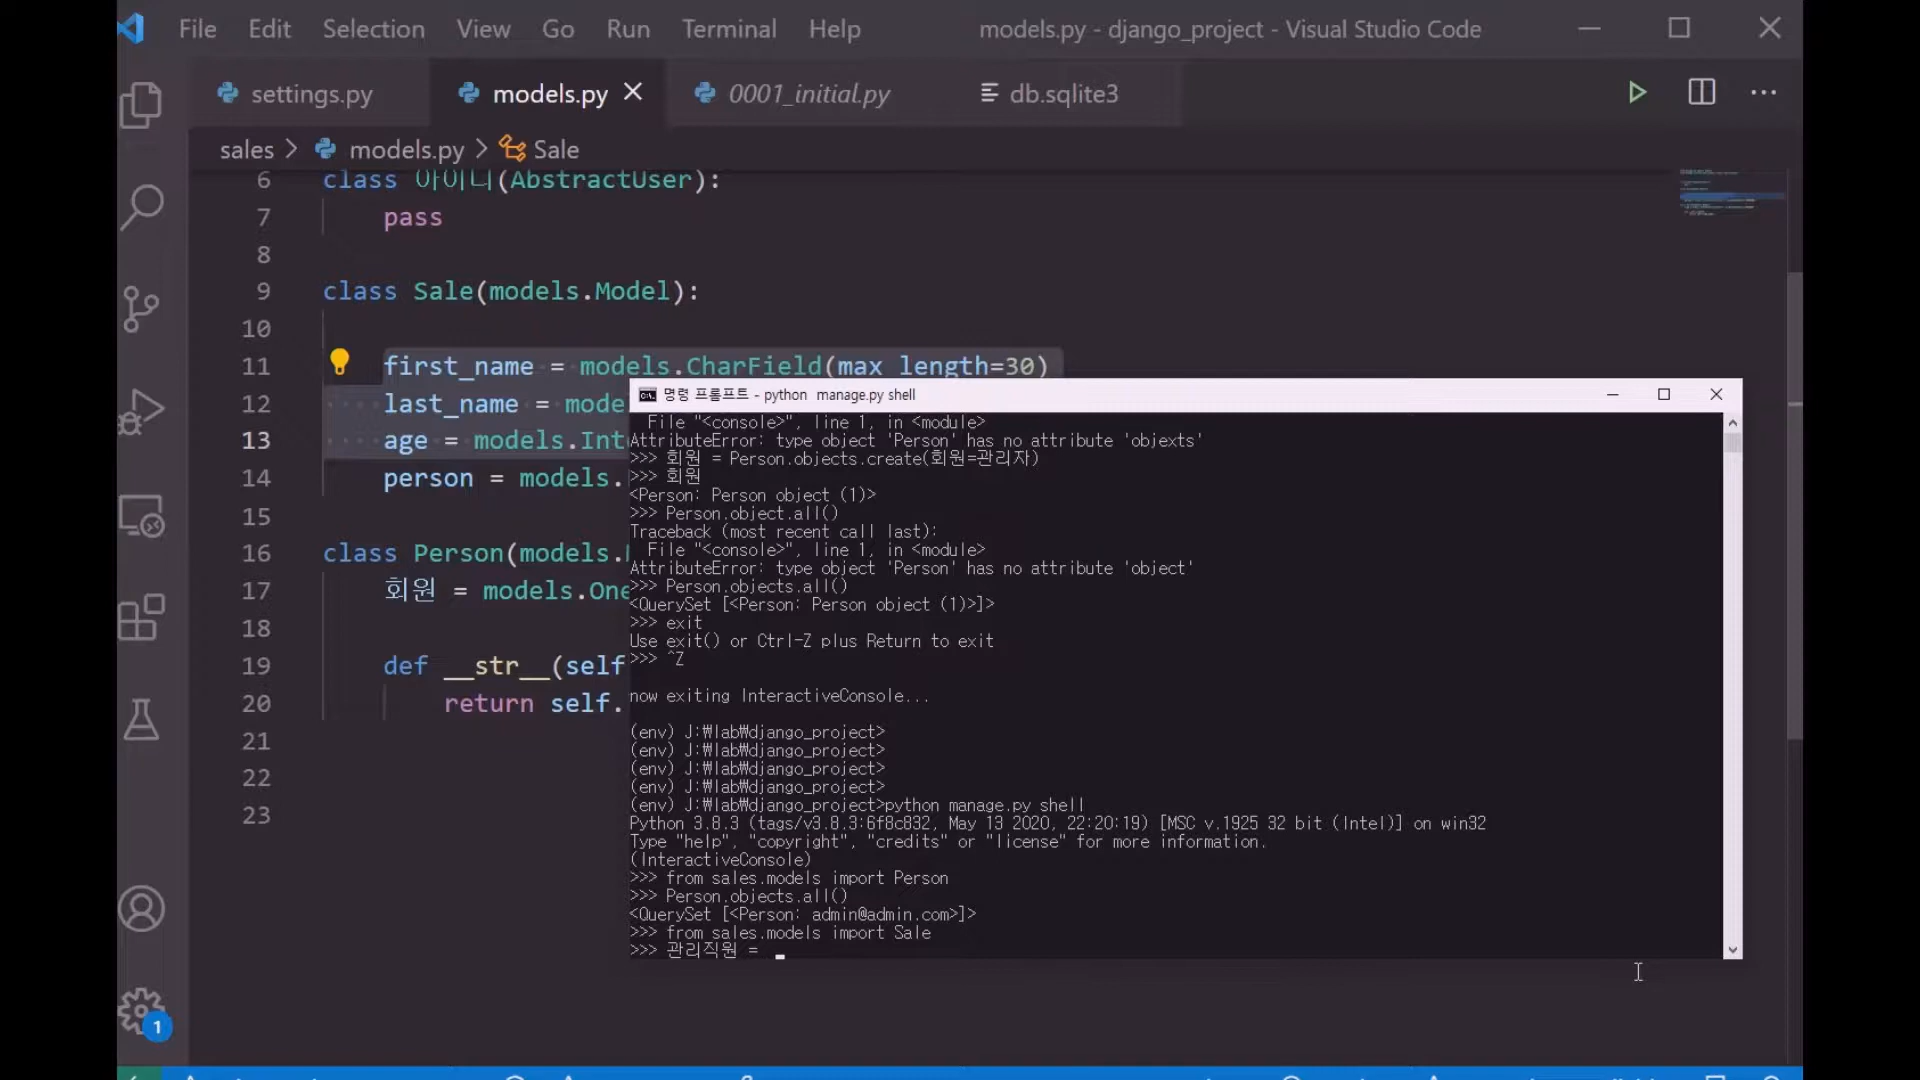 File Edit Selection View Go Run Terminal Help models.py - django_project - Visual Studio Code
settings.py models.py 0001_initial.py db.sqlite3
sales > models.py > Sale
6 class 아이디(AbstractUser):
7 pass
8
9 class Sale(models.Model):
10
11 first_name = models.CharField(max_length=30)
12 last_name = mode
13 age = models.Int
14 person = models.
15
16 class Person(models.
17 회원 = models.One
18
19 def __str__(self
20 return self.
21
22
23
명령 프롬프트 - python manage.py shell
File "<console>", line 1, in <module>
AttributeError: type object 'Person' has no attribute 'objexts'
>>> 회원 = Person.objects.create(회원=관리자)
>>> 회원
<Person: Person object (1)>
>>> Person.object.all()
Traceback (most recent call last):
File "<console>", line 1, in <module>
AttributeError: type object 'Person' has no attribute 'object'
>>> Person.objects.all()
<QuerySet [<Person: Person object (1)>]>
>>> exit
Use exit() or Ctrl-Z plus Return to exit
>>> ^Z
now exiting InteractiveConsole...
(env) J:₩lab₩django_project>
(env) J:₩lab₩django_project>
(env) J:₩lab₩django_project>
(env) J:₩lab₩django_project>
(env) J:₩lab₩django_project>python manage.py shell
Python 3.8.3 (tags/v3.8.3:6f8c832, May 13 2020, 22:20:19) [MSC v.1925 32 bit (Intel)] on win32
Type "help", "copyright", "credits" or "license" for more information.
(InteractiveConsole)
>>> from sales.models import Person
>>> Person.objects.all()
<QuerySet [<Person: admin@admin.com>]>
>>> from sales.models import Sale
>>> 관리직원 =
1